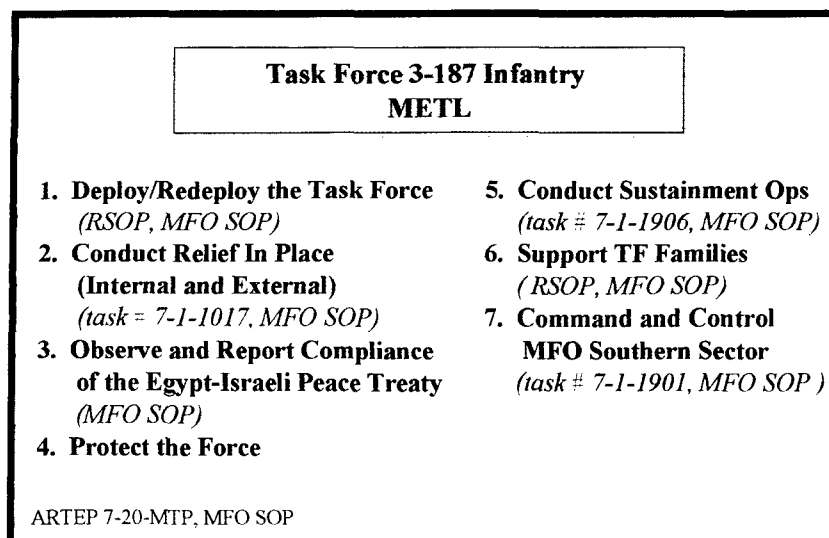 Task Force 3-187 Infantry
METL
1. Deploy/Redeploy the Task Force
(RSOP, MFO SOP)
2. Conduct Relief In Place
(Internal and External)
(task = 7-1-1017, MFO SOP)
3. Observe and Report Compliance
of the Egypt-Israeli Peace Treaty
(MFO SOP)
4. Protect the Force
5. Conduct Sustainment Ops
(task # 7-1-1906, MFO SOP)
6. Support TF Families
( RSOP, MFO SOP)
7. Command and Control
MFO Southern Sector
(task # 7-1-1901, MFO SOP )
ARTEP 7-20-MTP, MFO SOP